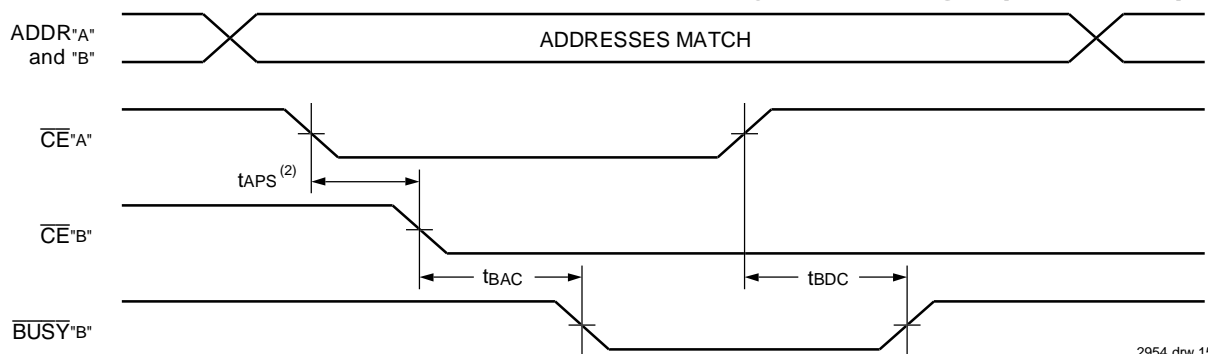 ADDR"A"
and "B"
ADDRESSES MATCH
CE"A"
tAPS (2)
CE"B"
tBAC
tBDC
BUSY"B"